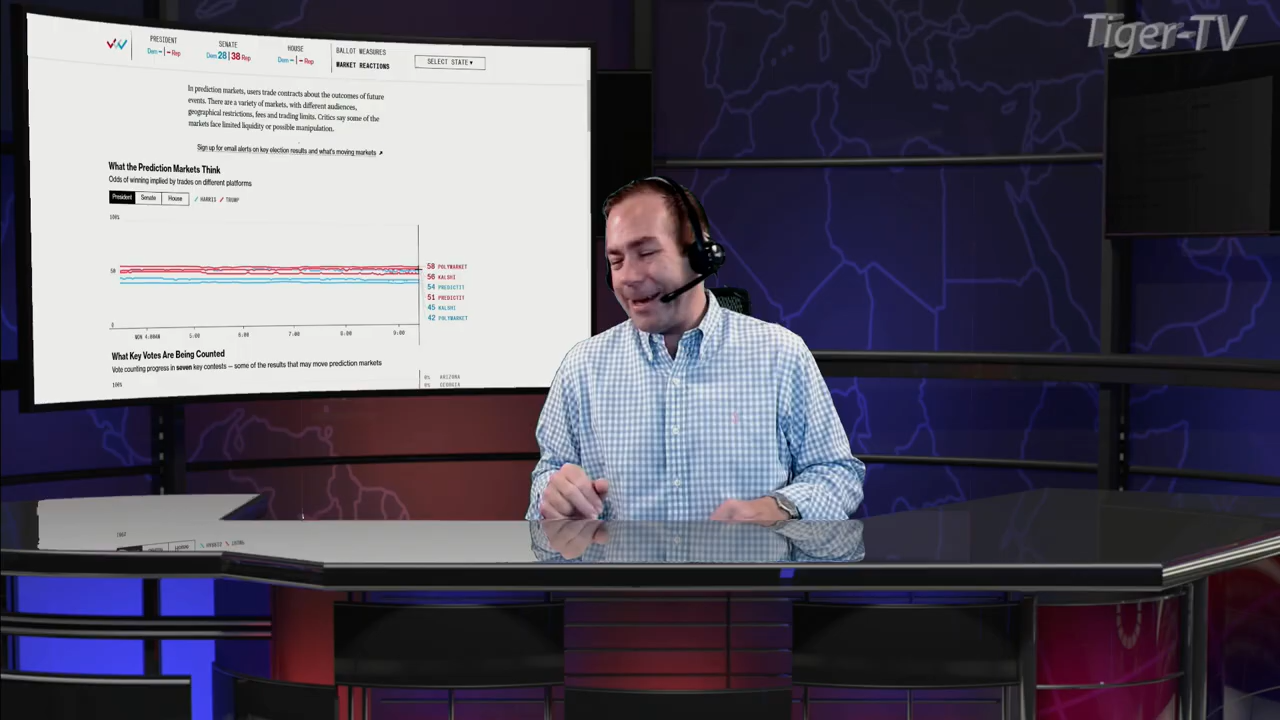 Tiger-TV
PRESIDENT
Dem – | – Rep
SENATE
Dem 28 | 38 Rep
HOUSE
Dem – | – Rep
BALLOT MEASURES
MARKET REACTIONS
SELECT STATE ▾
In prediction markets, users trade contracts about the outcomes of future
events. There are a variety of markets, with different audiences,
geographical restrictions, fees and trading limits. Critics say some of the
markets face limited liquidity or possible manipulation.
Sign up for email alerts on key election results and what's moving markets ↗
What the Prediction Markets Think
Odds of winning implied by trades on different platforms
President Senate House HARRIS TRUMP
100%
50
0
58 POLYMARKET
56 KALSHI
54 PREDICTIT
51 PREDICTIT
45 KALSHI
42 POLYMARKET
MON 4:00AM 5:00 6:00 7:00 8:00 9:00
What Key Votes Are Being Counted
Vote counting progress in seven key contests — some of the results that may move prediction markets
100%
0% ARIZONA
0% GEORGIA